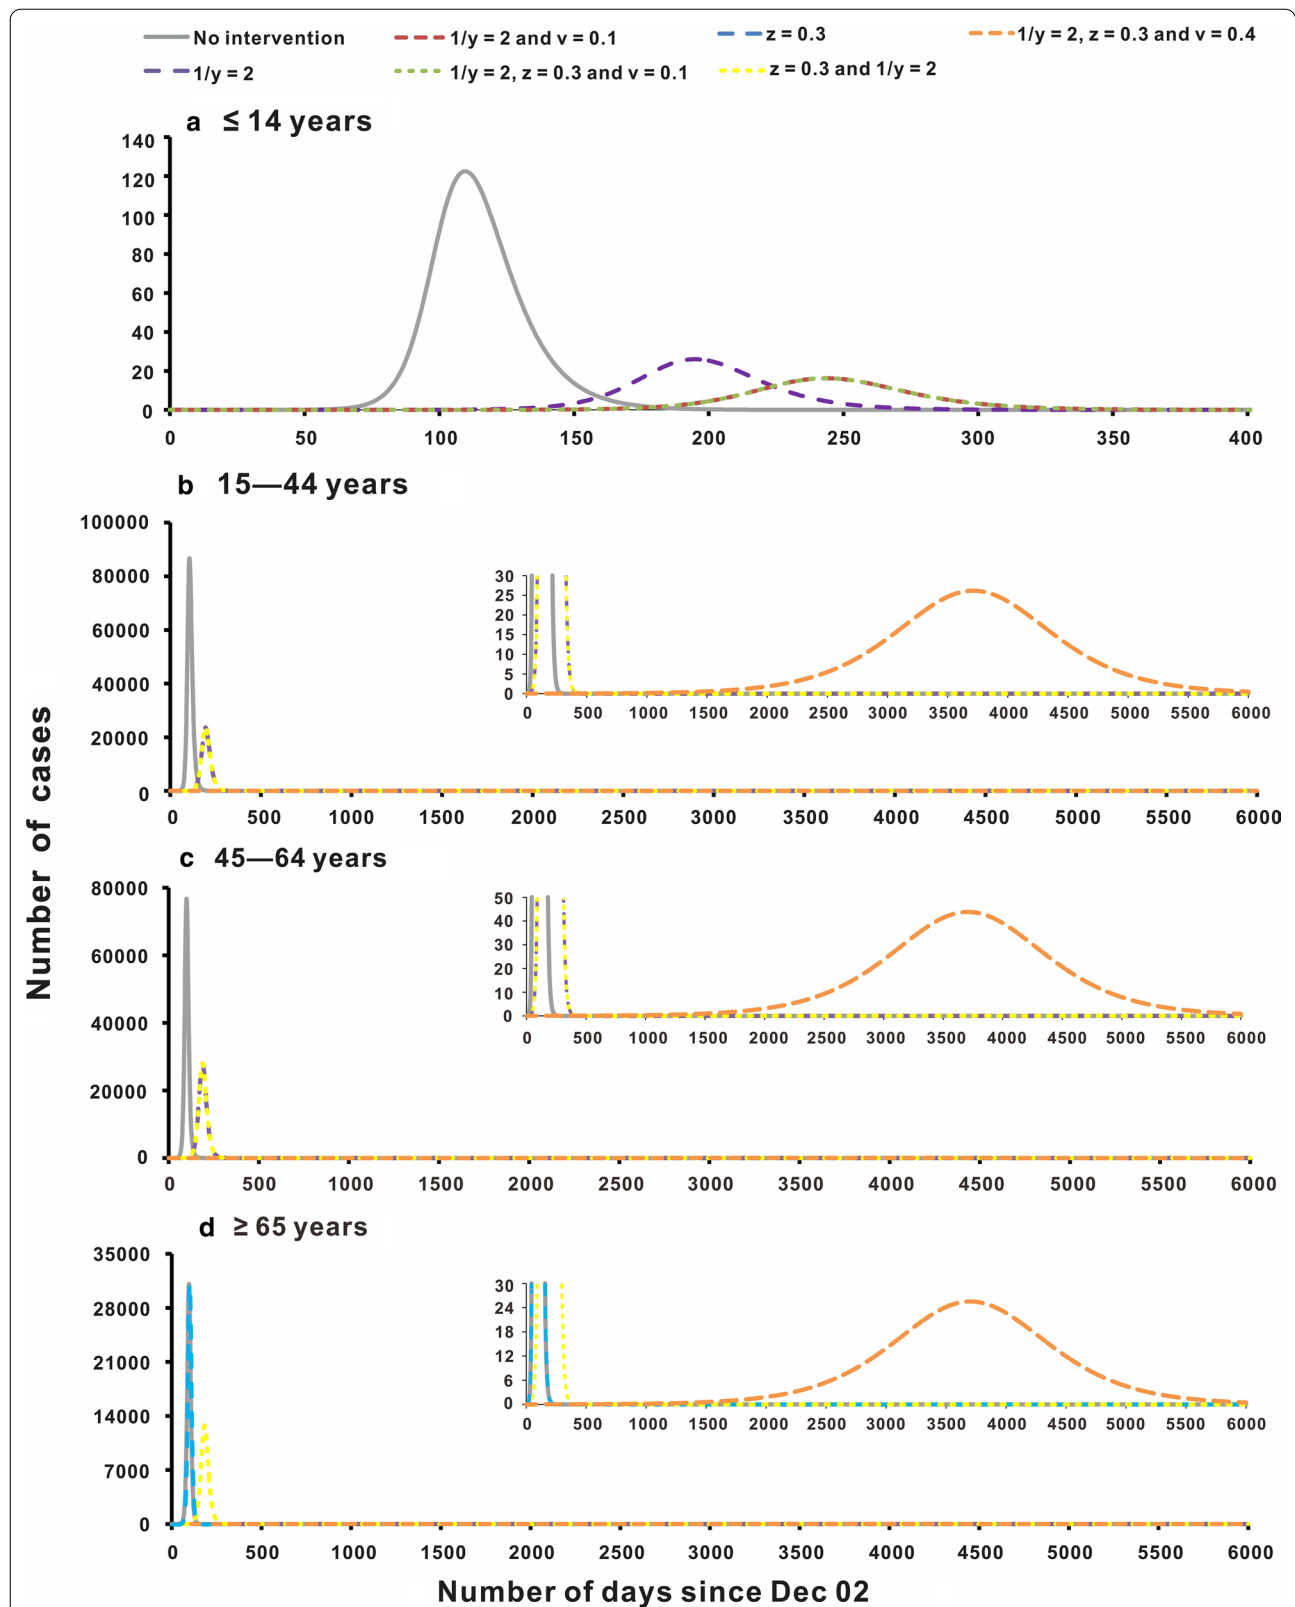 No intervention 1/y = 2 and v = 0.1 z = 0.3 1/y = 2, z = 0.3 and v = 0.4
1/y = 2 1/y = 2, z = 0.3 and v = 0.1 z = 0.3 and 1/y = 2
a ≤ 14 years
140
120
100
80
60
40
20
0
0 50 100 150 200 250 300 350 400
b 15—44 years
100000
80000
60000
40000
20000
0
30
25
20
15
10
5
0
0 500 1000 1500 2000 2500 3000 3500 4000 4500 5000 5500 6000
0 500 1000 1500 2000 2500 3000 3500 4000 4500 5000 5500 6000
c 45—64 years
80000
60000
40000
20000
0
50
40
30
20
10
0
0 500 1000 1500 2000 2500 3000 3500 4000 4500 5000 5500 6000
0 500 1000 1500 2000 2500 3000 3500 4000 4500 5000 5500 6000
d ≥ 65 years
35000
28000
21000
14000
7000
0
30
24
18
12
6
0
0 500 1000 1500 2000 2500 3000 3500 4000 4500 5000 5500 6000
0 500 1000 1500 2000 2500 3000 3500 4000 4500 5000 5500 6000
Number of cases
Number of days since Dec 02